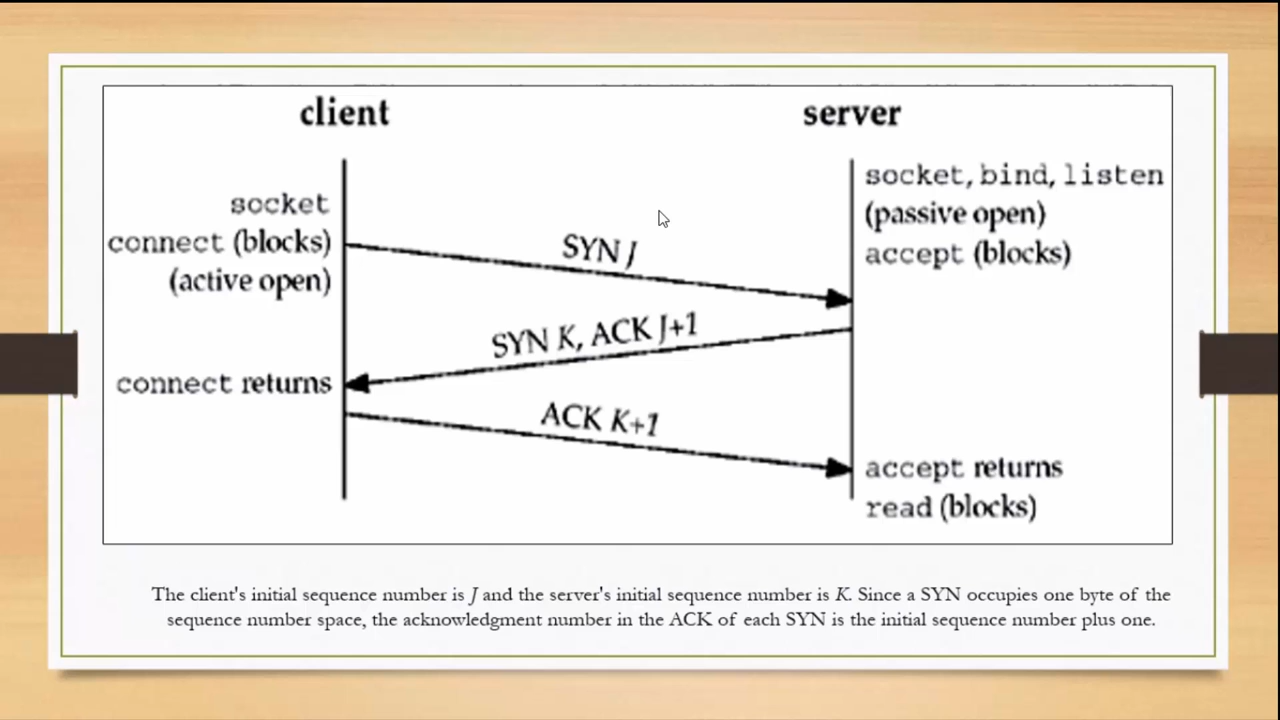 client
server
socket, bind, listen
socket
(passive open)
connect (blocks)
SYN J
accept (blocks)
(active open)
SYN K, ACK J+1
connect returns
ACK K+1
accept returns
read (blocks)
The client's initial sequence number is J and the server's initial sequence number is K. Since a SYN occupies one byte of the
sequence number space, the acknowledgment number in the ACK of each SYN is the initial sequence number plus one.